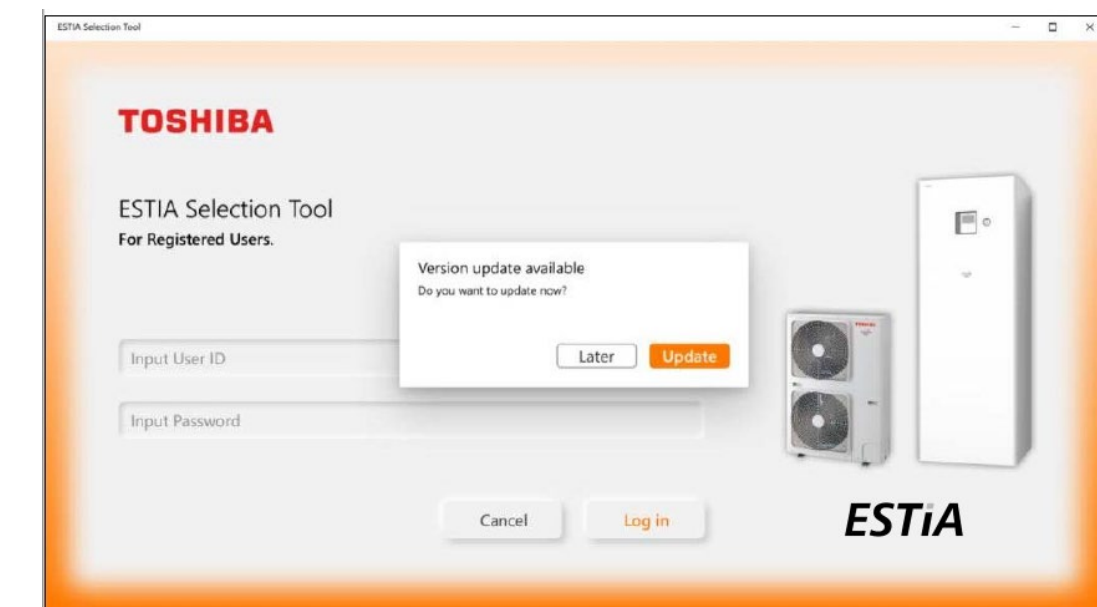 ESTIA Selection Tool
TOSHIBA
ESTIA Selection Tool
For Registered Users.
Version update available
Do you want to update now?
Later
Update
Input User ID
Input Password
Cancel
Log in
TOSHIBA
ESTiA